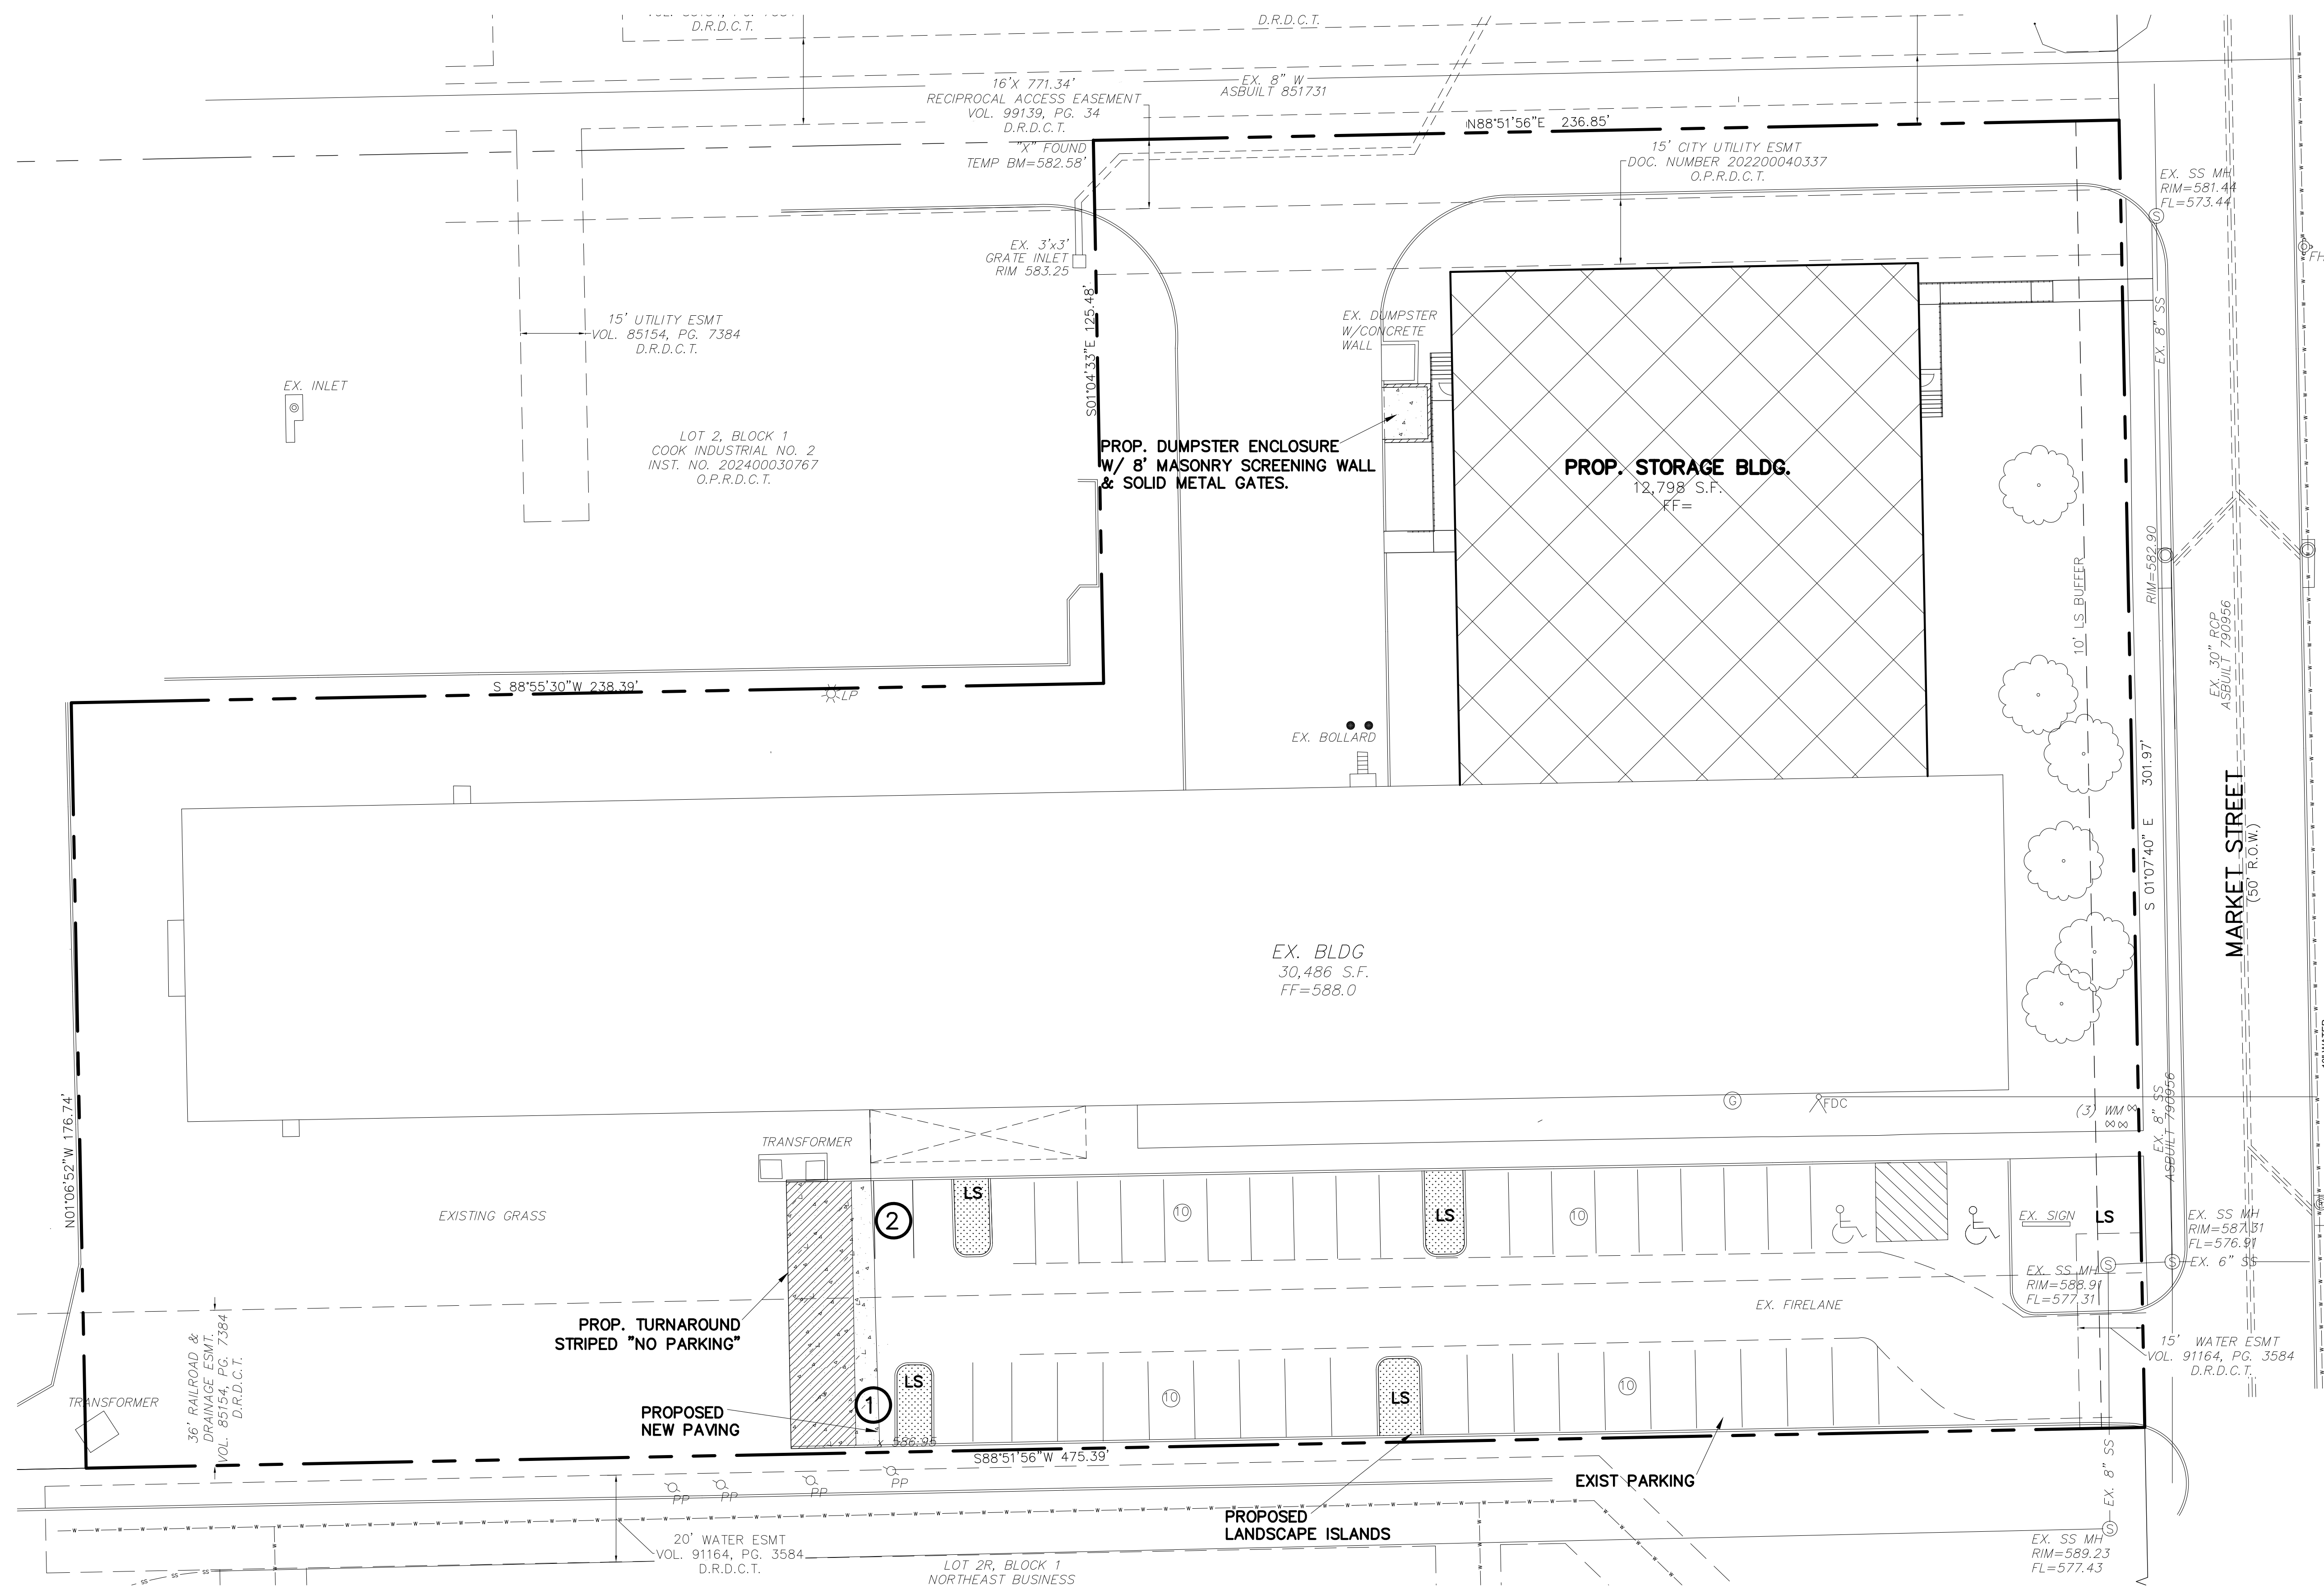 D.R.D.C.T.
D.R.D.C.T.
16'X 771.34'
RECIPROCAL ACCESS EASEMENT
VOL. 99139, PG. 34
D.R.D.C.T.
EX. 8" W
ASBUILT 851731
N88°51'56"E 236.85'
"X" FOUND
TEMP BM=582.58'
15' CITY UTILITY ESMT
DOC. NUMBER 202200040337
O.P.R.D.C.T.
EX. SS MH
RIM=581.44
FL=573.44
S
FH
EX. 3'x3'
GRATE INLET
RIM 583.25
S01°04'33"E 125.48'
15' UTILITY ESMT
VOL. 85154, PG. 7384
D.R.D.C.T.
EX. DUMPSTER
W/CONCRETE
WALL
EX. 8" SS
EX. INLET
LOT 2, BLOCK 1
COOK INDUSTRIAL NO. 2
INST. NO. 202400030767
O.P.R.D.C.T.
PROP. DUMPSTER ENCLOSURE
W/ 8' MASONRY SCREENING WALL
& SOLID METAL GATES.
PROP. STORAGE BLDG.
12,798 S.F.
FF=
10' LS BUFFER
RIM=582.90
EX. 30" RCP
ASBUILT 790956
S 88°55'30"W 238.39'
LP
EX. BOLLARD
S 01°07'40" E 301.97'
MARKET STREET
(50' R.O.W.)
EX. BLDG
30,486 S.F.
FF=588.0
N01°06'52"W 176.74'
G
FDC
(3) WM
EX. 8" SS
ASBUILT 790956
TRANSFORMER
EXISTING GRASS
2
LS
10
LS
10
EX. SIGN
LS
EX. SS MH
RIM=587.31
FL=576.91
S
S
EX. 6" SS
EX. SS MH
RIM=588.91
FL=577.31
EX. FIRELANE
PROP. TURNAROUND
STRIPED "NO PARKING"
36' RAILROAD &
DRAINAGE ESMT.
VOL. 85154, PG. 7384
D.R.D.C.T.
15' WATER ESMT
VOL. 91164, PG. 3584
D.R.D.C.T.
TRANSFORMER
PROPOSED
NEW PAVING
1
LS
10
LS
10
x 586.95
S88°51'56"W 475.39'
EXIST PARKING
PP
PP
PP
PP
EX. 8" SS
PROPOSED
LANDSCAPE ISLANDS
20' WATER ESMT
VOL. 91164, PG. 3584
D.R.D.C.T.
LOT 2R, BLOCK 1
NORTHEAST BUSINESS
S
EX. SS MH
RIM=589.23
FL=577.43